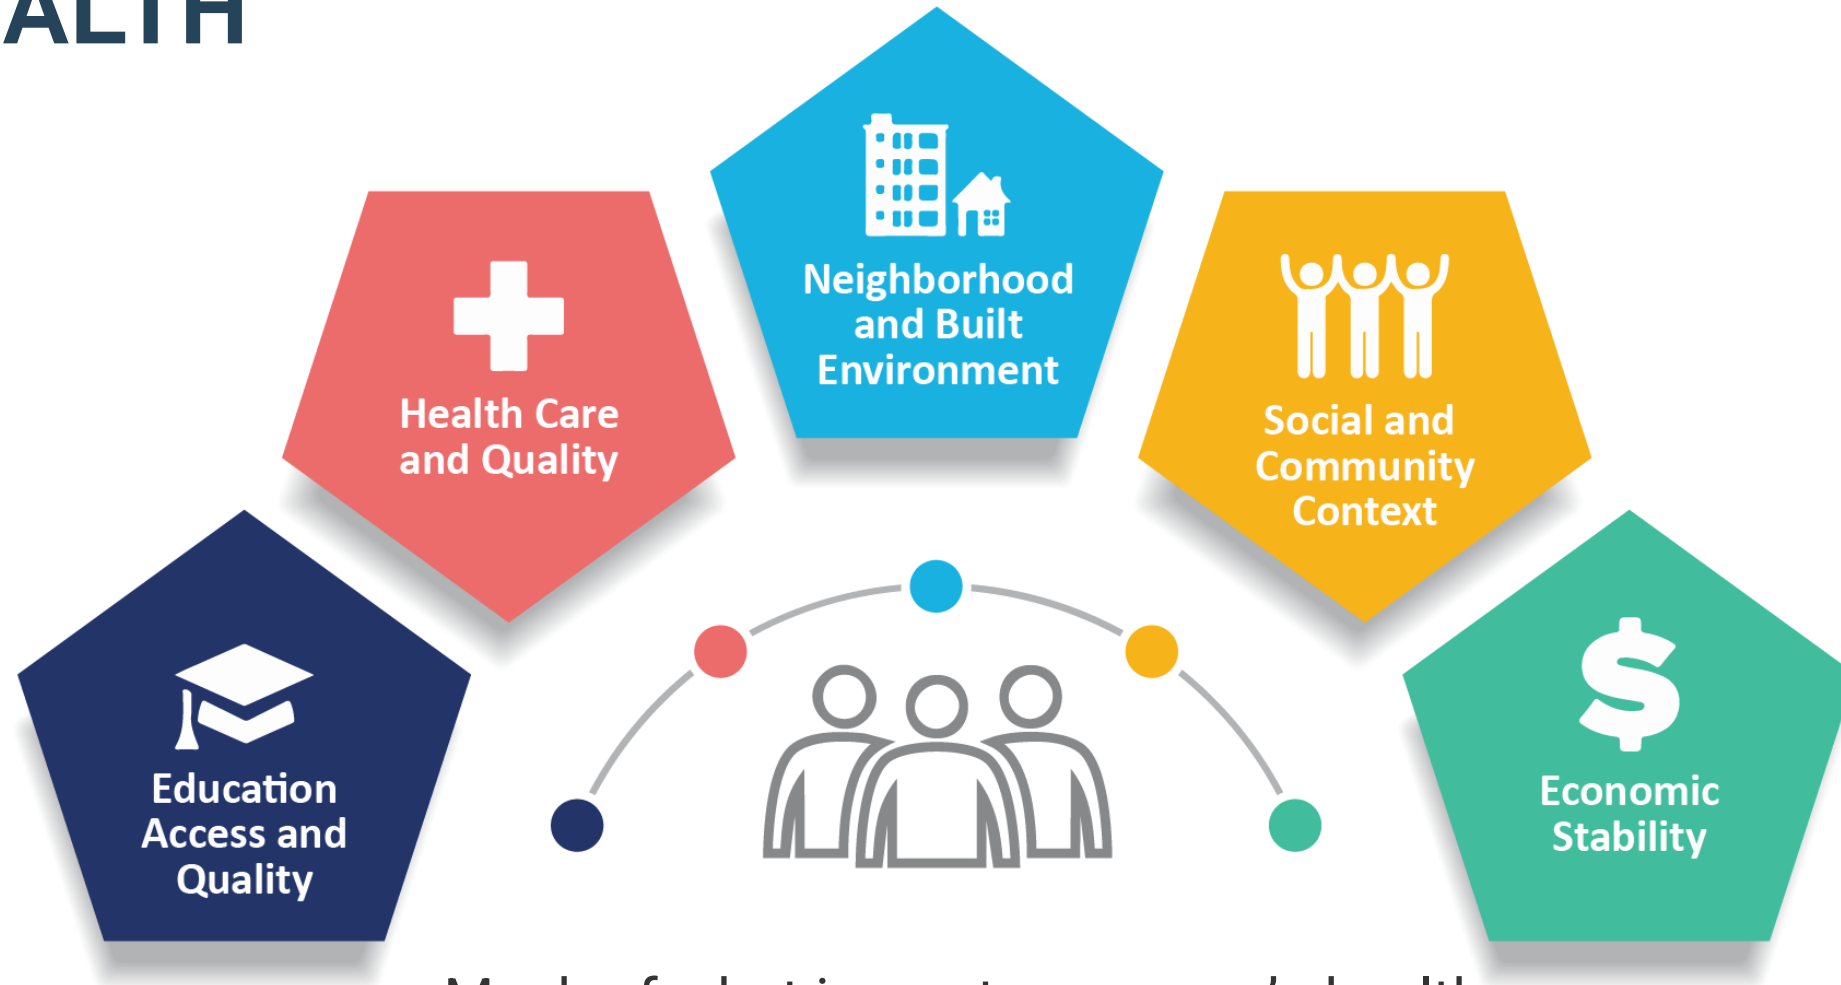 ALTH
Neighborhood
and Built
Environment
Health Care
and Quality
Social and
Community
Context
Education
Access and
Quality
Economic
Stability